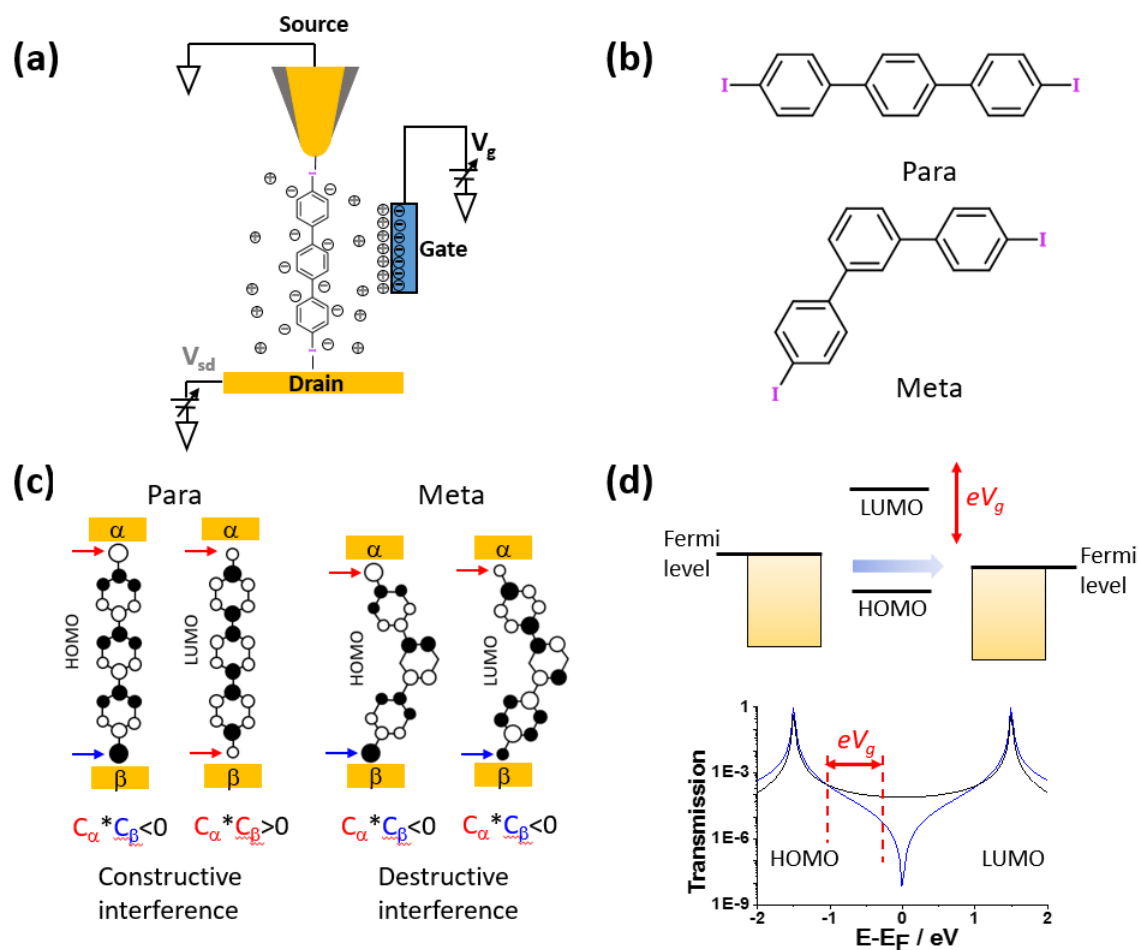 (a)
Source
I
V_g
Gate
I
V_sd
Drain
(b)
I
I
Para
I
I
Meta
(c)
Para
Meta
α
α
α
α
HOMO
LUMO
HOMO
LUMO
β
β
β
β
C_α*C_β<0
C_α*C_β>0
C_α*C_β<0
C_α*C_β<0
Constructive
interference
Destructive
interference
(d)
LUMO
eV_g
Fermi
level
HOMO
Fermi
level
Transmission
1E-3
1E-6
1E-9
eV_g
HOMO
LUMO
-2
-1
0
1
2
E-E_F / eV